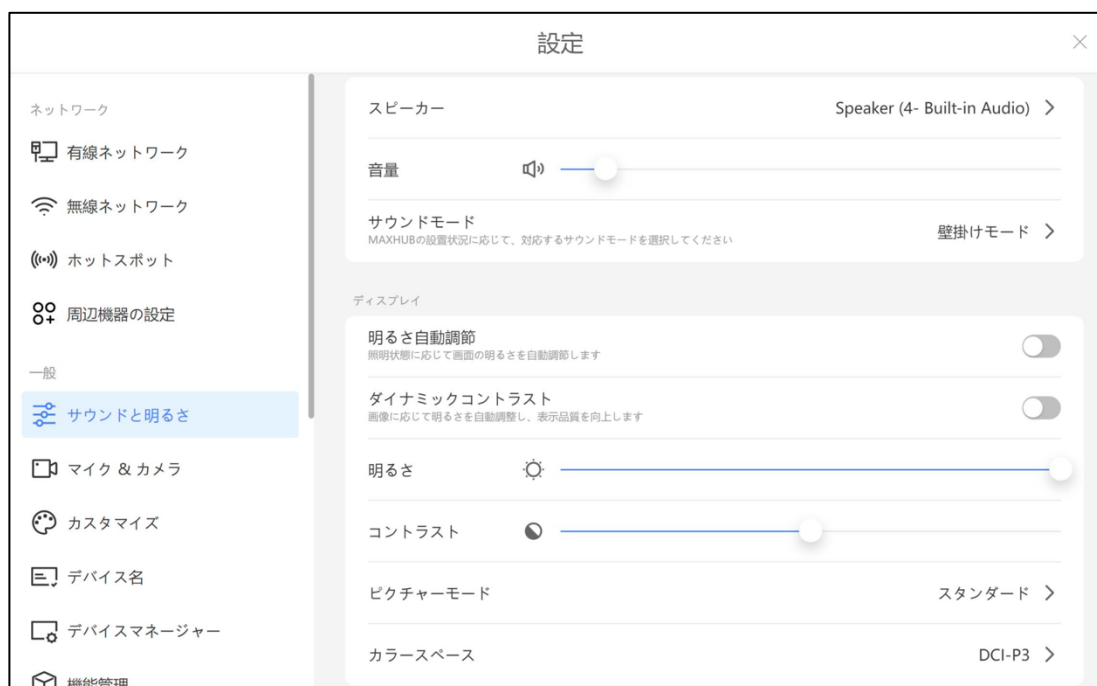 設定
ネットワーク
有線ネットワーク
無線ネットワーク
ホットスポット
周辺機器の設定
一般
サウンドと明るさ
マイク & カメラ
カスタマイズ
デバイス名
デバイスマネージャー
機能管理
スピーカー Speaker (4- Built-in Audio)
音量
サウンドモード 壁掛けモード
MAXHUBの設置状況に応じて、対応するサウンドモードを選択してください
ディスプレイ
明るさ自動調節
照明状態に応じて画面の明るさを自動調節します
ダイナミックコントラスト
画像に応じて明るさを自動調整し、表示品質を向上します
明るさ
コントラスト
ピクチャーモード スタンダード
カラースペース DCI-P3